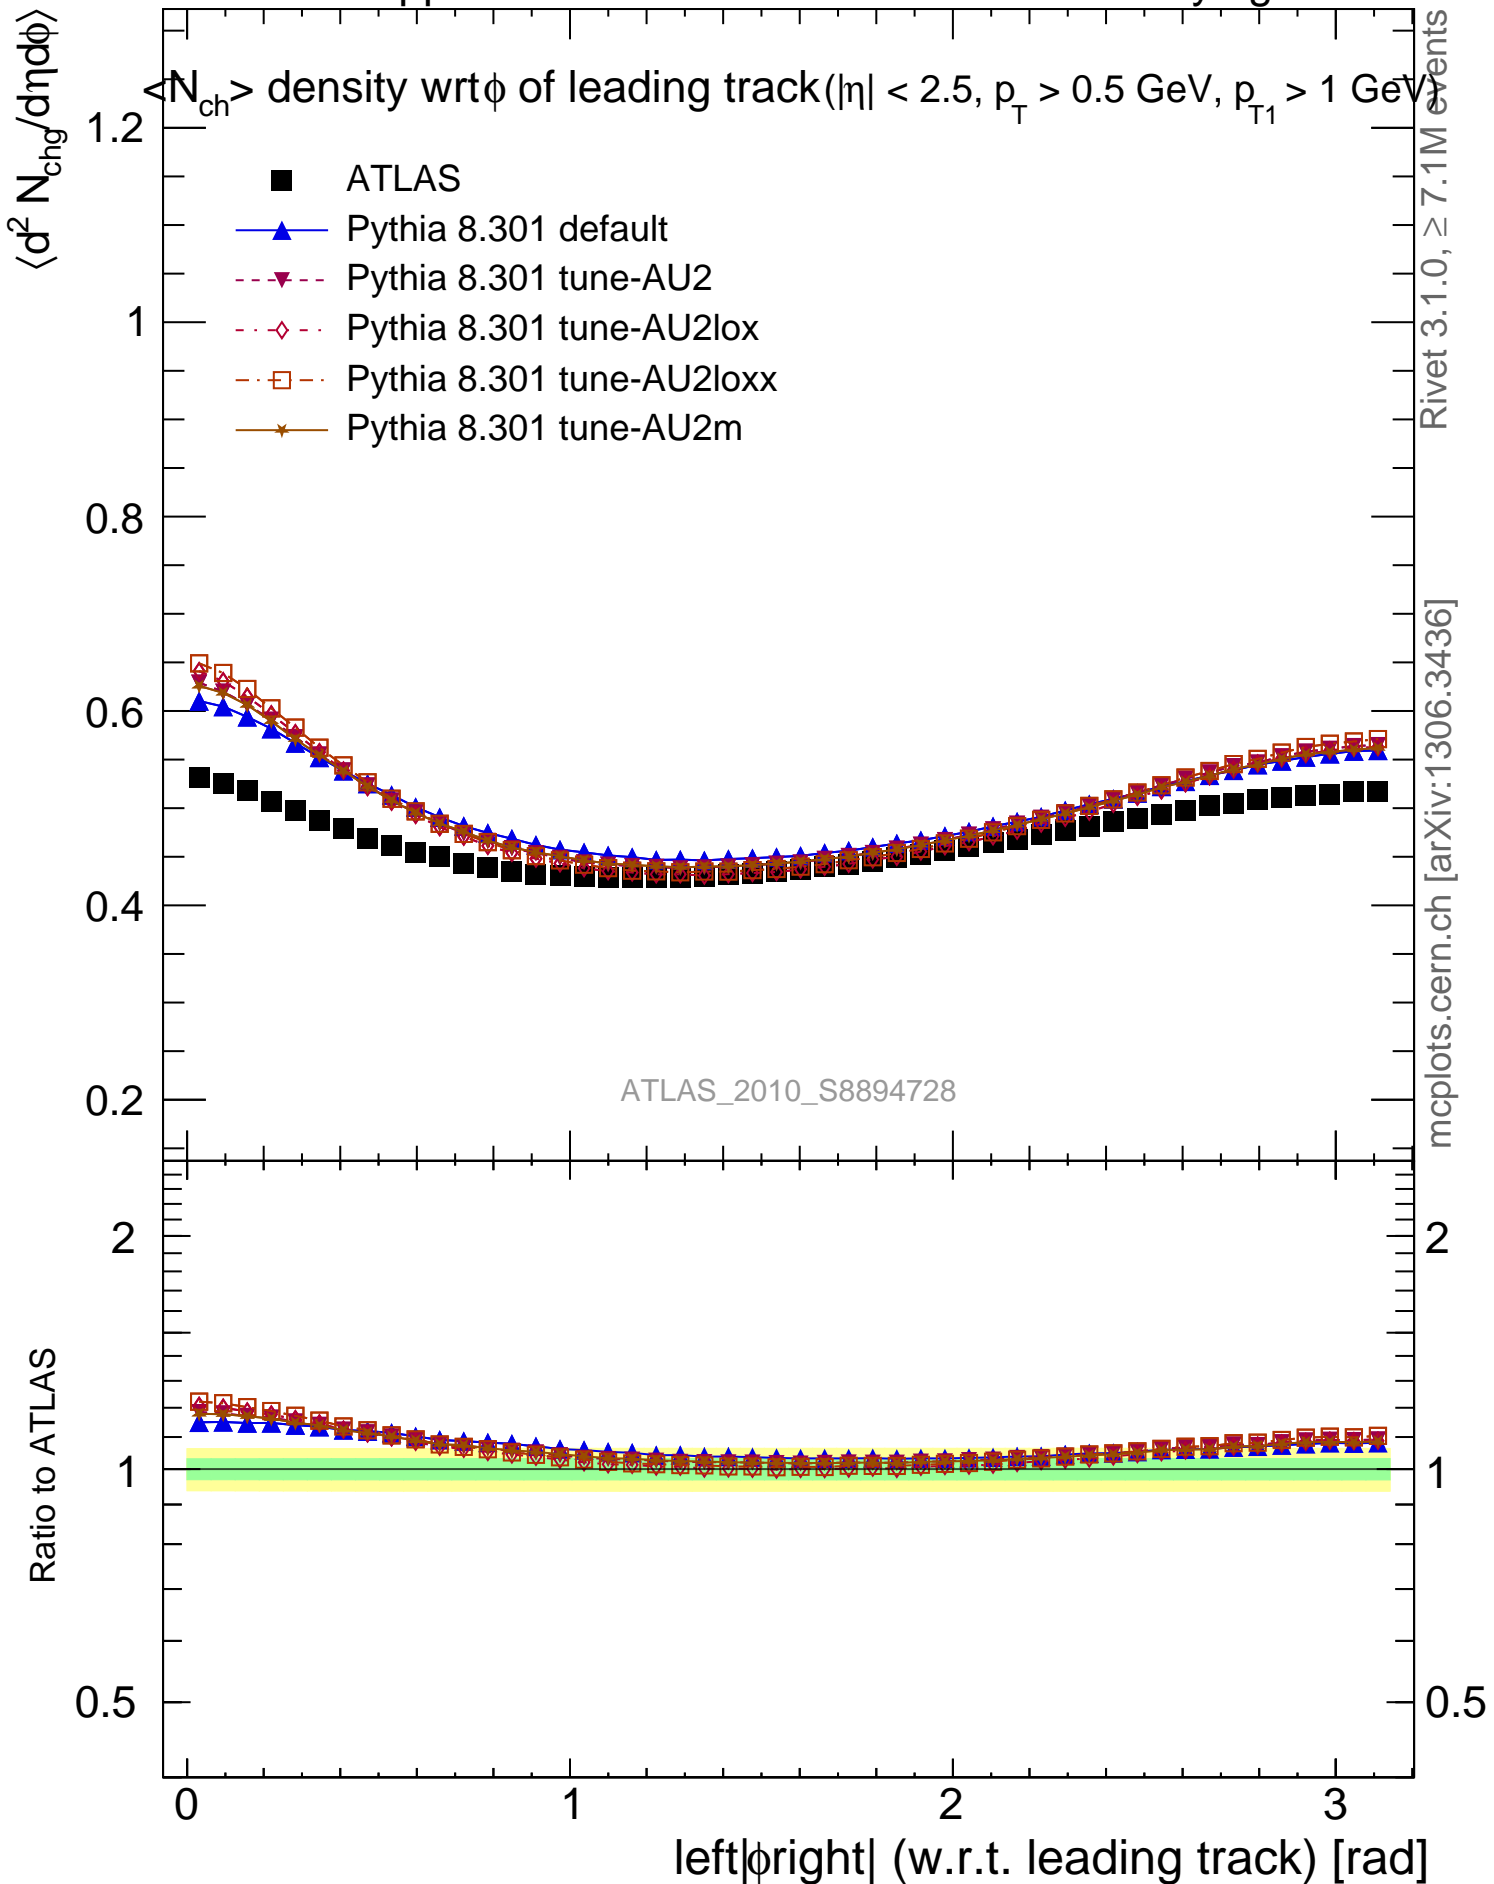 ⟨d² N_chg/dηdϕ⟩
<N_ch> density wrt ϕ of leading track (|η| < 2.5, p_T > 0.5 GeV, p_T1 > 1 GeV)
ATLAS
Pythia 8.301 default
Pythia 8.301 tune-AU2
Pythia 8.301 tune-AU2lox
Pythia 8.301 tune-AU2loxx
Pythia 8.301 tune-AU2m
1.2
1
0.8
0.6
0.4
0.2
ATLAS_2010_S8894728
Rivet 3.1.0, ≥ 7.1M events
mcplots.cern.ch [arXiv:1306.3436]
Ratio to ATLAS
2
1
0.5
2
1
0.5
0 1 2 3
left|ϕright| (w.r.t. leading track) [rad]